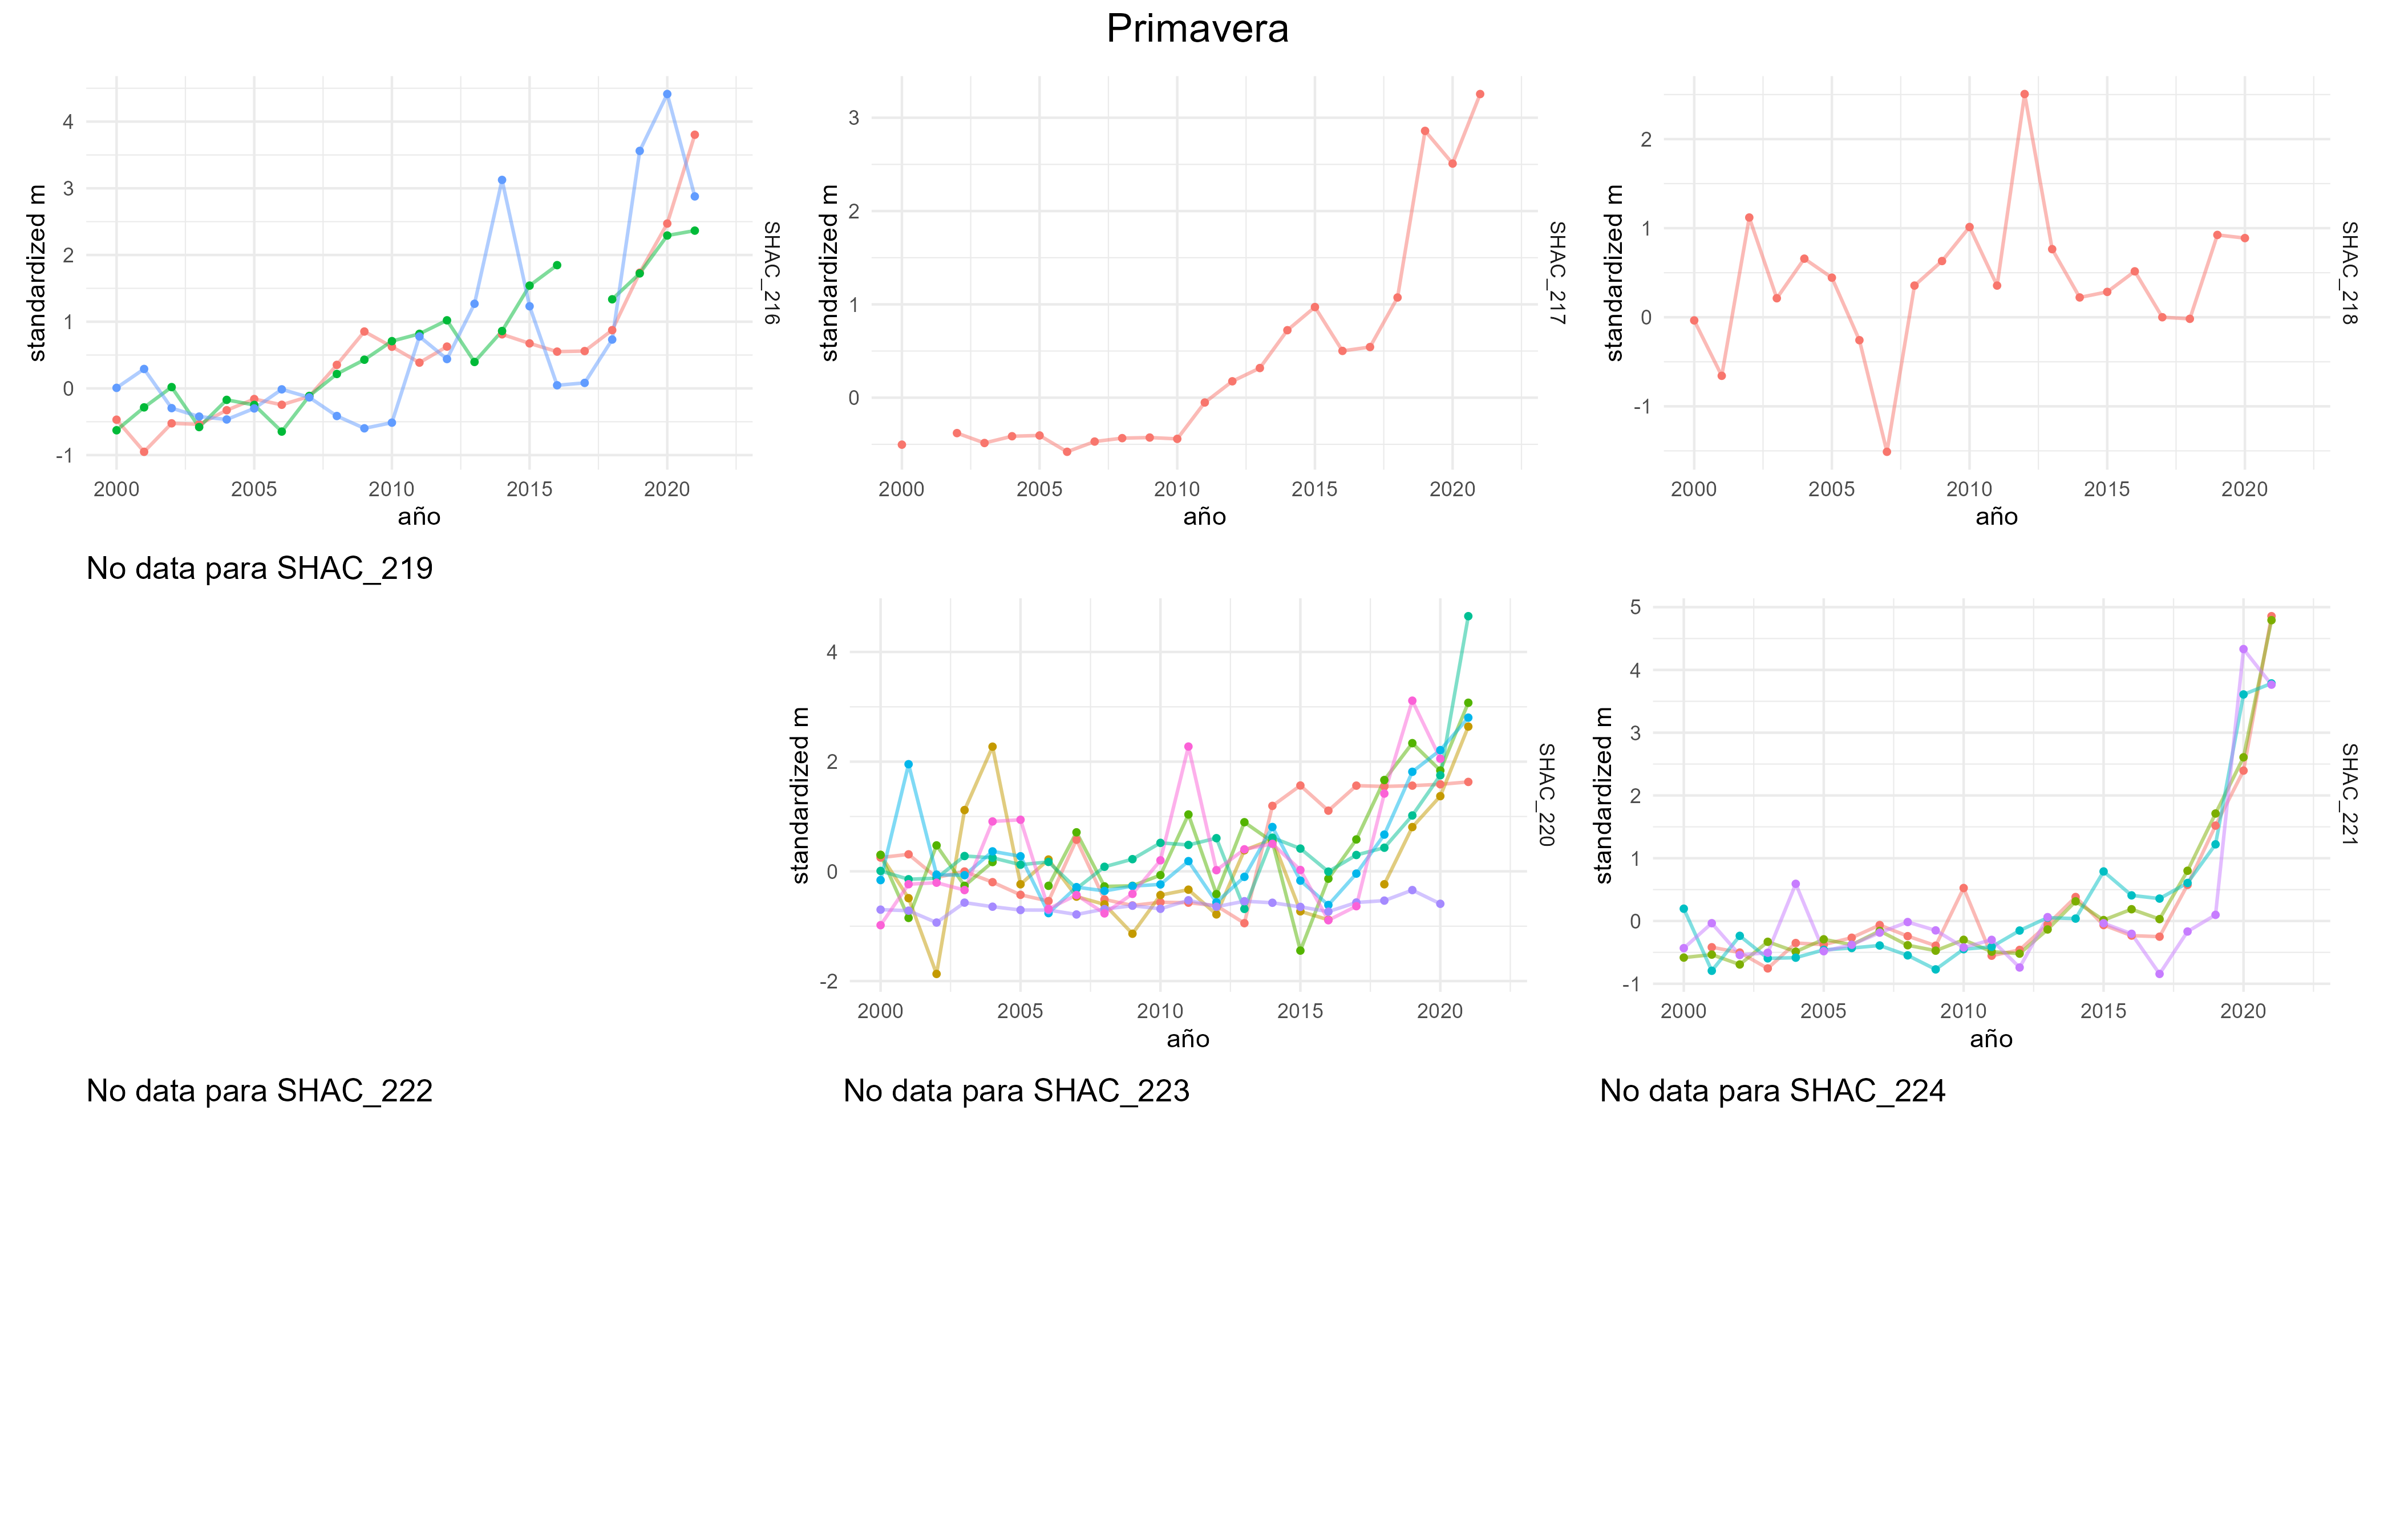 Primavera
standardized m
4
3
2
1
0
-1
2000 2005 2010 2015 2020
año
SHAC_216
standardized m
3
2
1
0
2000 2005 2010 2015 2020
año
SHAC_217
standardized m
2
1
0
-1
2000 2005 2010 2015 2020
año
SHAC_218
No data para SHAC_219
standardized m
4
2
0
-2
2000 2005 2010 2015 2020
año
SHAC_220
standardized m
5
4
3
2
1
0
-1
2000 2005 2010 2015 2020
año
SHAC_221
No data para SHAC_222
No data para SHAC_223
No data para SHAC_224